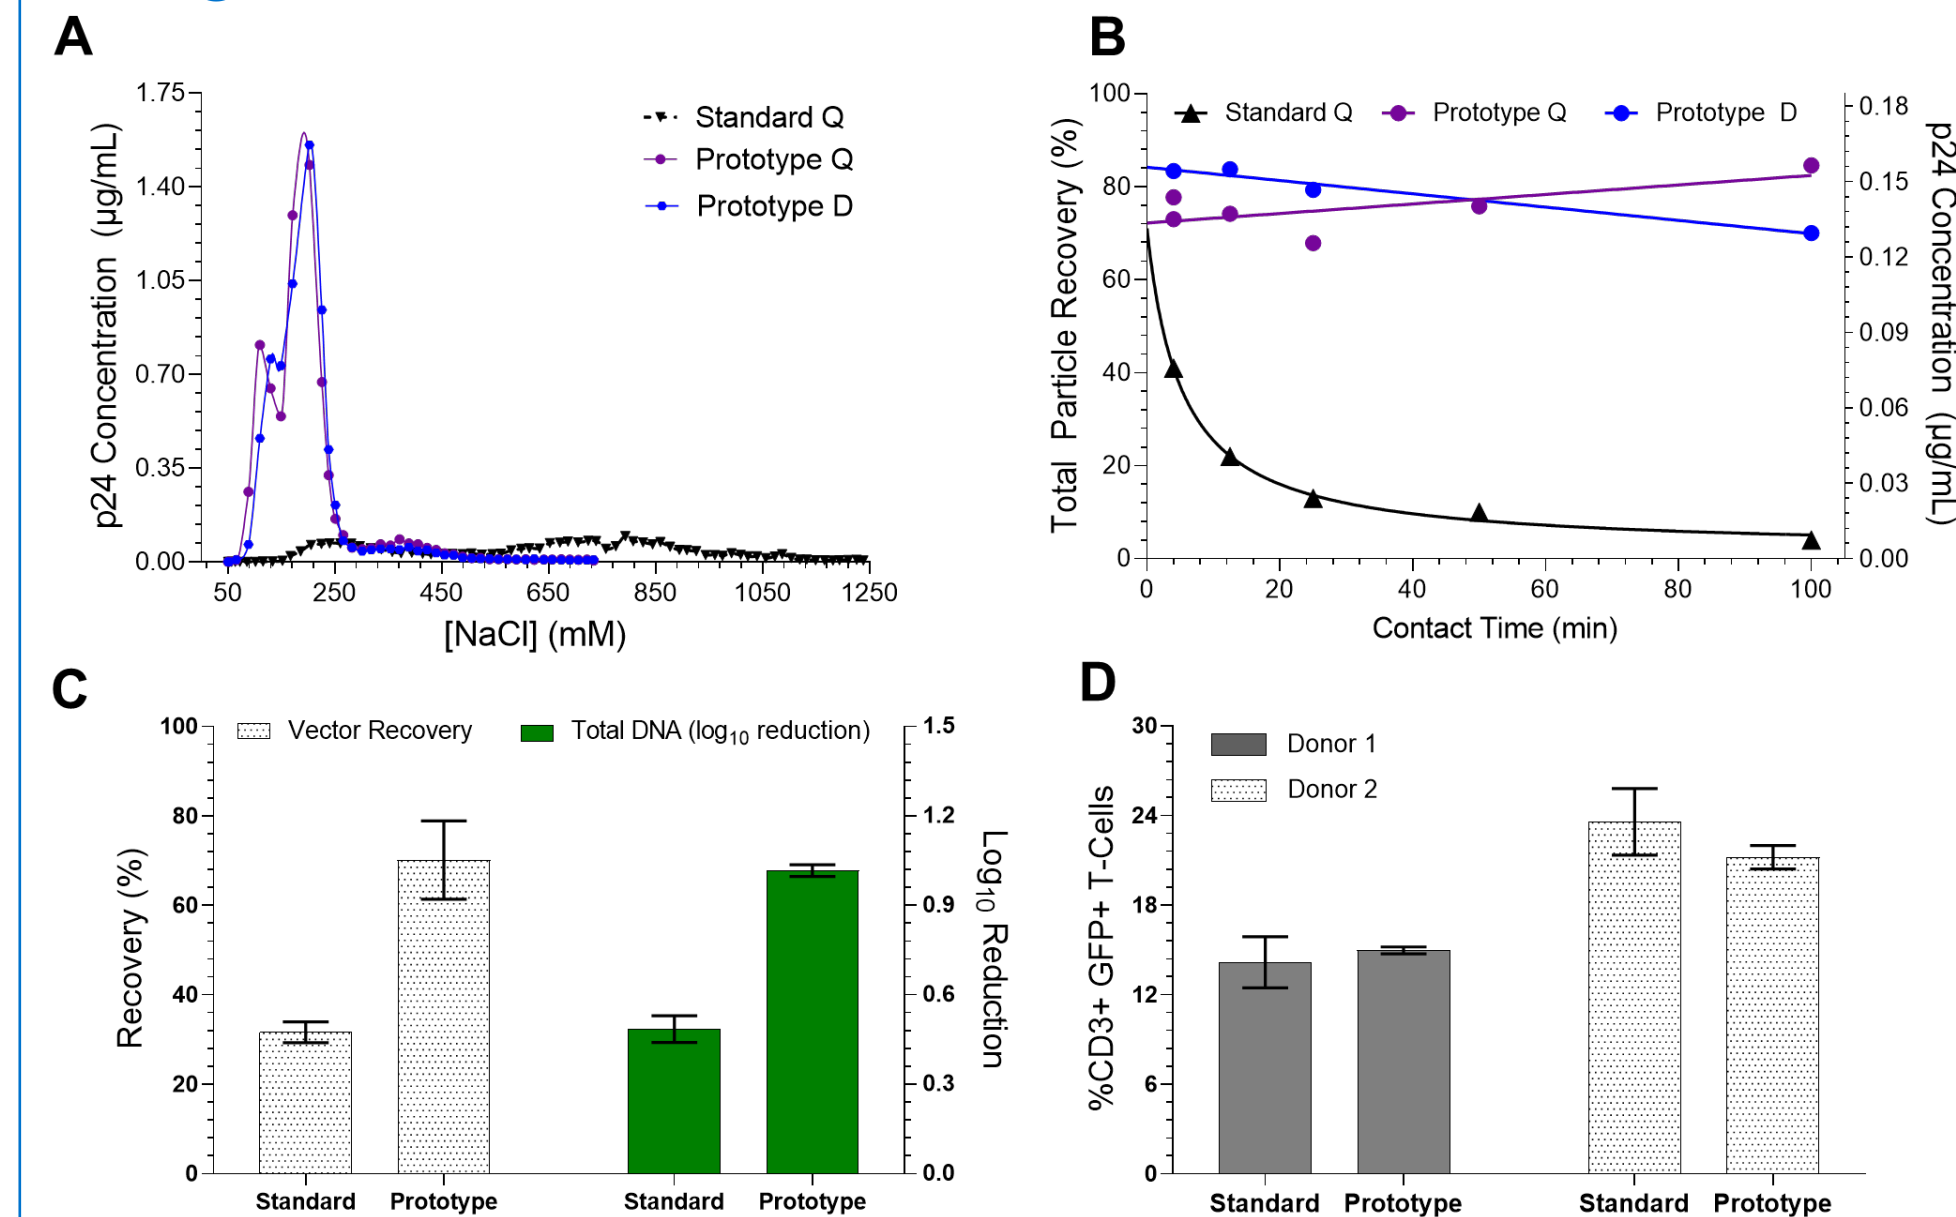 A
1.75
1.40
1.05
0.70
0.35
0.00
p24 Concentration (µg/mL)
Standard Q
Prototype Q
Prototype D
50 250 450 650 850 1050 1250
[NaCl] (mM)
B
100
80
60
40
20
0
Total Particle Recovery (%)
Standard Q Prototype Q Prototype D
0.18
0.15
0.12
0.09
0.06
0.03
0.00
p24 Concentration (µg/mL)
0 20 40 60 80 100
Contact Time (min)
C
100
80
60
40
20
0
Recovery (%)
Vector Recovery Total DNA (log10 reduction)
1.5
1.2
0.9
0.6
0.3
0.0
Log10 Reduction
Standard Prototype Standard Prototype
D
30
24
18
12
6
0
%CD3+ GFP+ T-Cells
Donor 1
Donor 2
Standard Prototype Standard Prototype